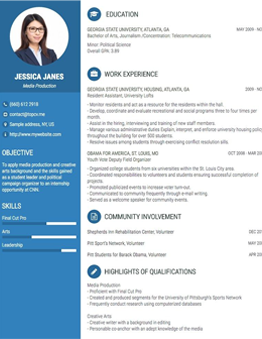 JESSICA JANES
Media Production
(660) 612 3918
contact@topcv.me
Sample address, NY, US
http://www.mywebsite.com
OBJECTIVE
To apply media production and creative
arts background and the skills gained
as a student leader and political
campaign organizer to an internship
opportunity at CNN.
SKILLS
Final Cut Pro
Arts
Leadership
EDUCATION
GEORGIA STATE UNIVERSITY, ATLANTA, GA MAY 2009 - NO
Bachelor of Arts, Journalism /Concentration: Telecommunications
Minor: Political Science
Overall GPA: 3.89
WORK EXPERIENCE
GEORGIA STATE UNIVERSITY, HOUSING, ATLANTA, GA MAY 2009 - NO
Resident Assistant, University Lofts
- Monitor activities and act as a resource for the residents within the hall.
- Develop, coordinate and evaluate recreational and social programs three to four times per
month.
- Assist in the hiring, interviewing and training of new staff members.
- Manage various administrative duties. Explain, interpret, and enforce university housing policy
throughout the building for over 500 students.
- Resolve issues among students through exercising conflict resolution skills.
OBAMA FOR AMERICA, ST. LOUIS, MO OCT 2008 - MAR 20
Youth Vote Deputy Field Organizer
- Organized college students from six universities within the St. Louis City area
- Coordinated responsibilities to volunteers and students ensuring successful completion of
projects.
- Promoted publicized events to increase voter turn-out.
- Communicated to community frequently through e-mail writing.
- Served as a welcome speaker for community events.
COMMUNITY INVOLVEMENT
Shepherds Inn Rehabilitation Center, Volunteer DEC 20
Pitt Sport's Network, Volunteer MAY 20
Pitt Students for Barack Obama, Volunteer APR 20
HIGHLIGHTS OF QUALIFICATIONS
Media Production
- Proficient with Final Cut Pro
- Created and produced segments for the University of Pittsburgh's Sports Network
- Frequently conduct research using computerized databases
Creative Arts
- Creative writer with a background in editing
- Personable co-anchor with an adept knowledge of creating